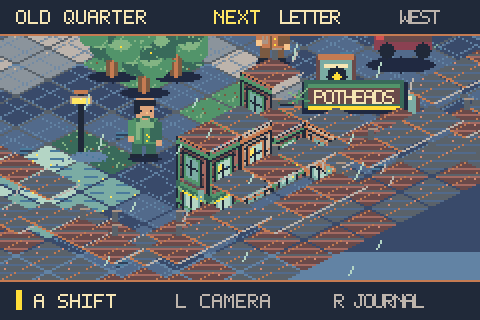 OLD QUARTER NEXT LETTER WEST
POTHEADS
A SHIFT L CAMERA R JOURNAL